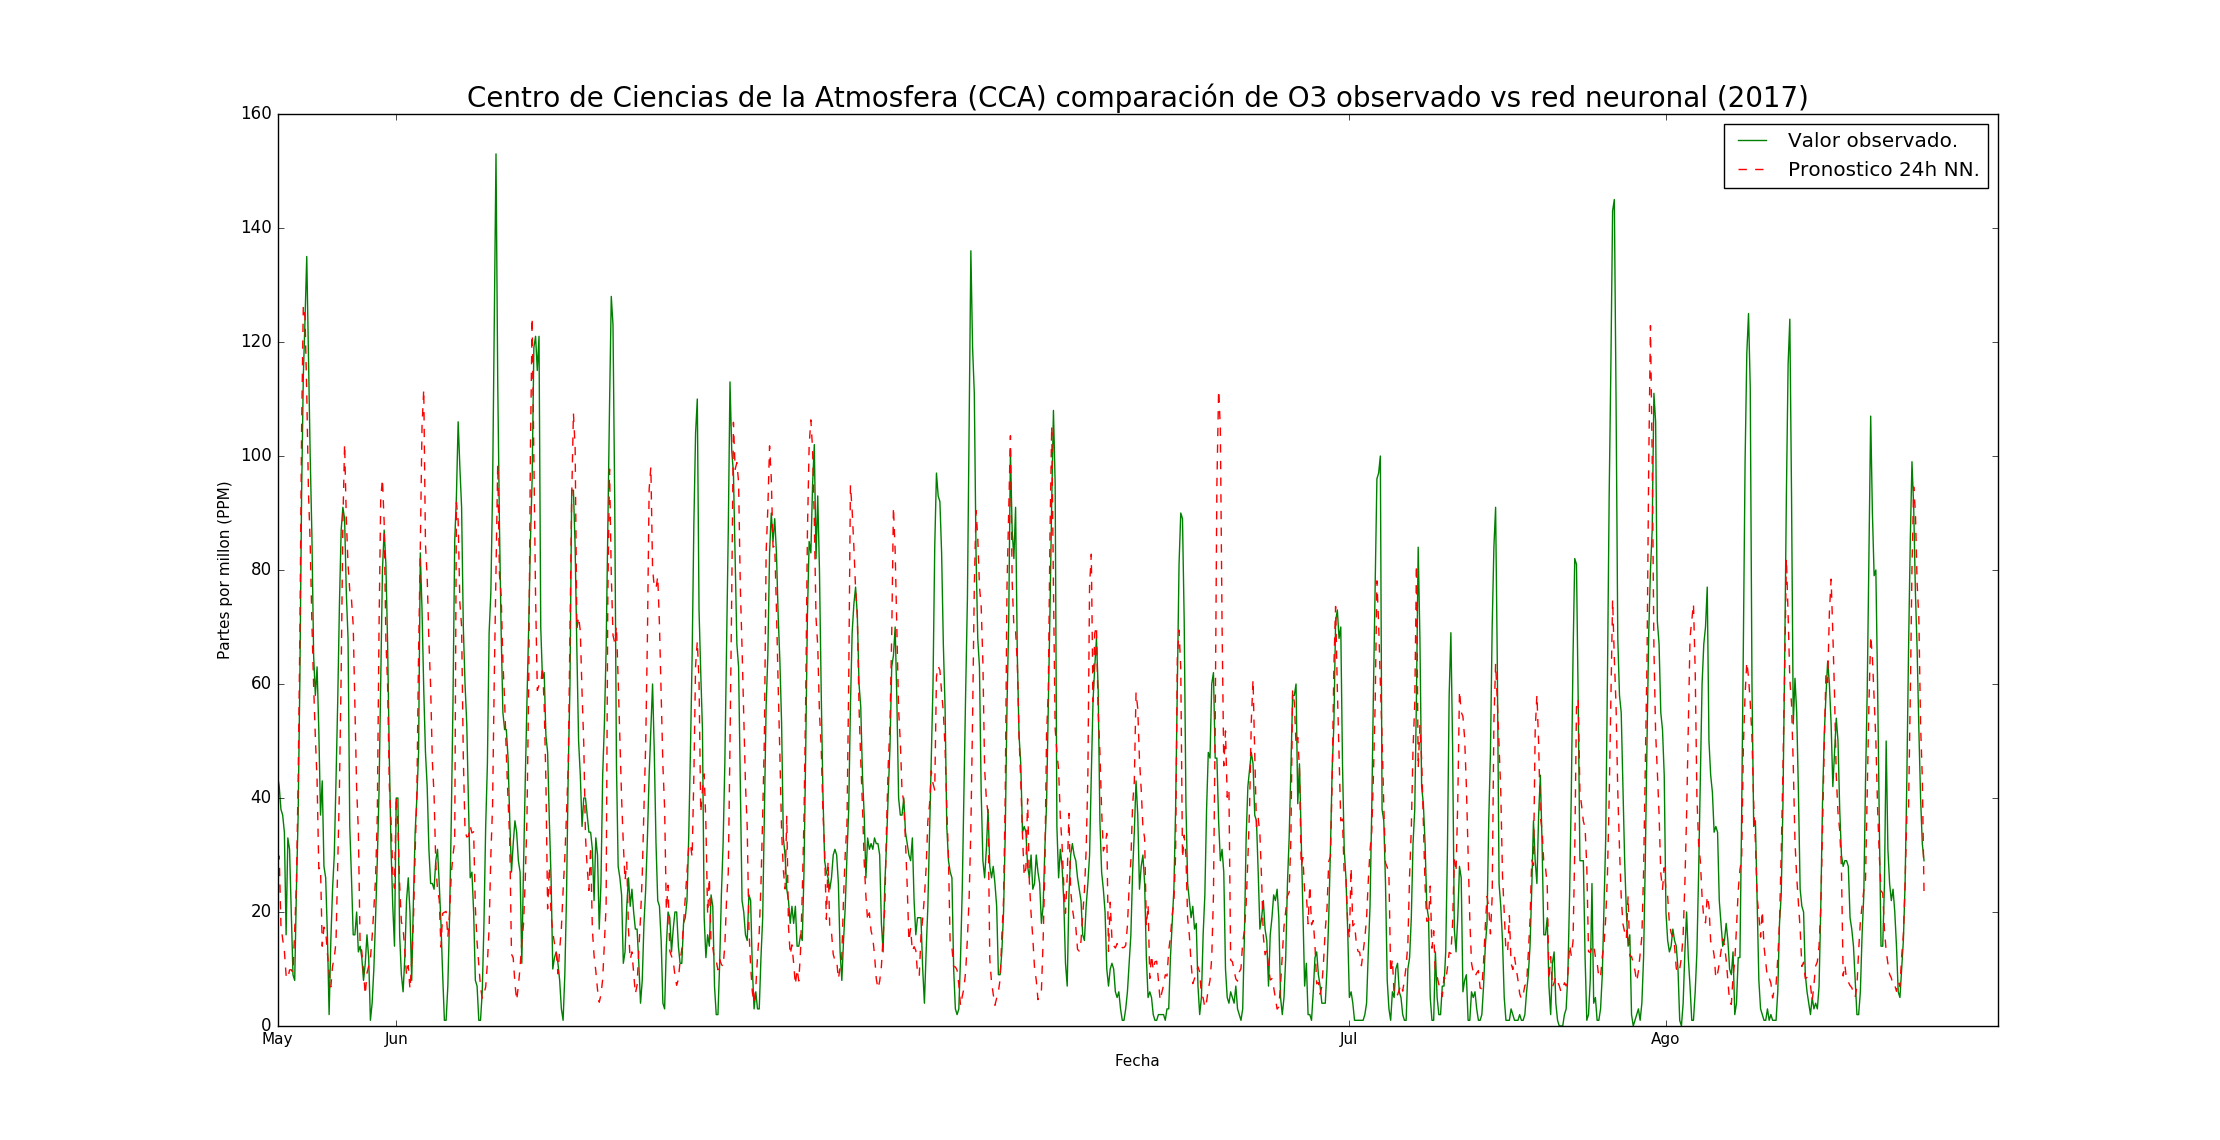 Centro de Ciencias de la Atmosfera (CCA) comparación de O3 observado vs red neuronal (2017)
160
140
120
100
80
60
40
20
0
Partes por millon (PPM)
Valor observado.
Pronostico 24h NN.
May
Jun
Jul
Ago
Fecha